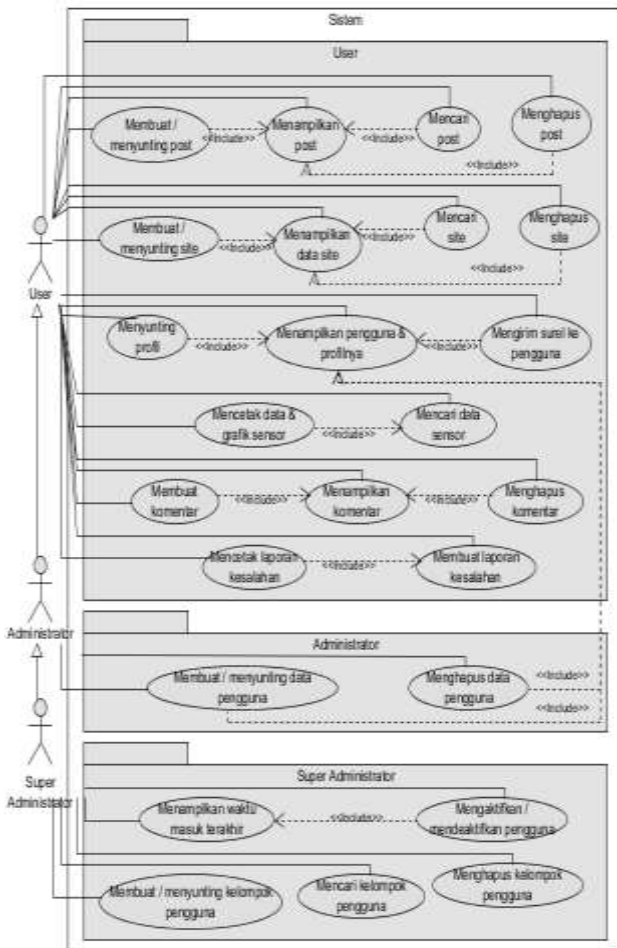 Sistem
User
Membuat /
menyunting post
<<Include>>
Menampilkan
post
<<Include>>
Mencari
post
Menghapus
post
<<Include>>
Membuat /
menyunting site
<<Include>>
Menampilkan
data site
<<Include>>
Mencari
site
Menghapus
site
<<Include>>
User
Menyunting
profil
<<Include>>
Menampilkan pengguna &
profilnya
<<Include>>
Mengirim surel ke
pengguna
Mencetak data &
grafik sensor
<<Include>>
Mencari data
sensor
Membuat
komentar
<<Include>>
Menampilkan
komentar
<<Include>>
Menghapus
komentar
Mencetak laporan
kesalahan
<<Include>>
Membuat laporan
kesalahan
Administrator
Administrator
Membuat / menyunting data
pengguna
Menghepus data
pengguna
<<Include>>
<<Include>>
Super
Administrator
Super Administrator
Menampilkan waktu
masuk terakhir
<<Include>>
Mengaktifkan /
mendeaktifkan pengguna
Membuat / menyunting kelompok
pengguna
Mencari kelompok
pengguna
Menghapus kelompok
pengguna